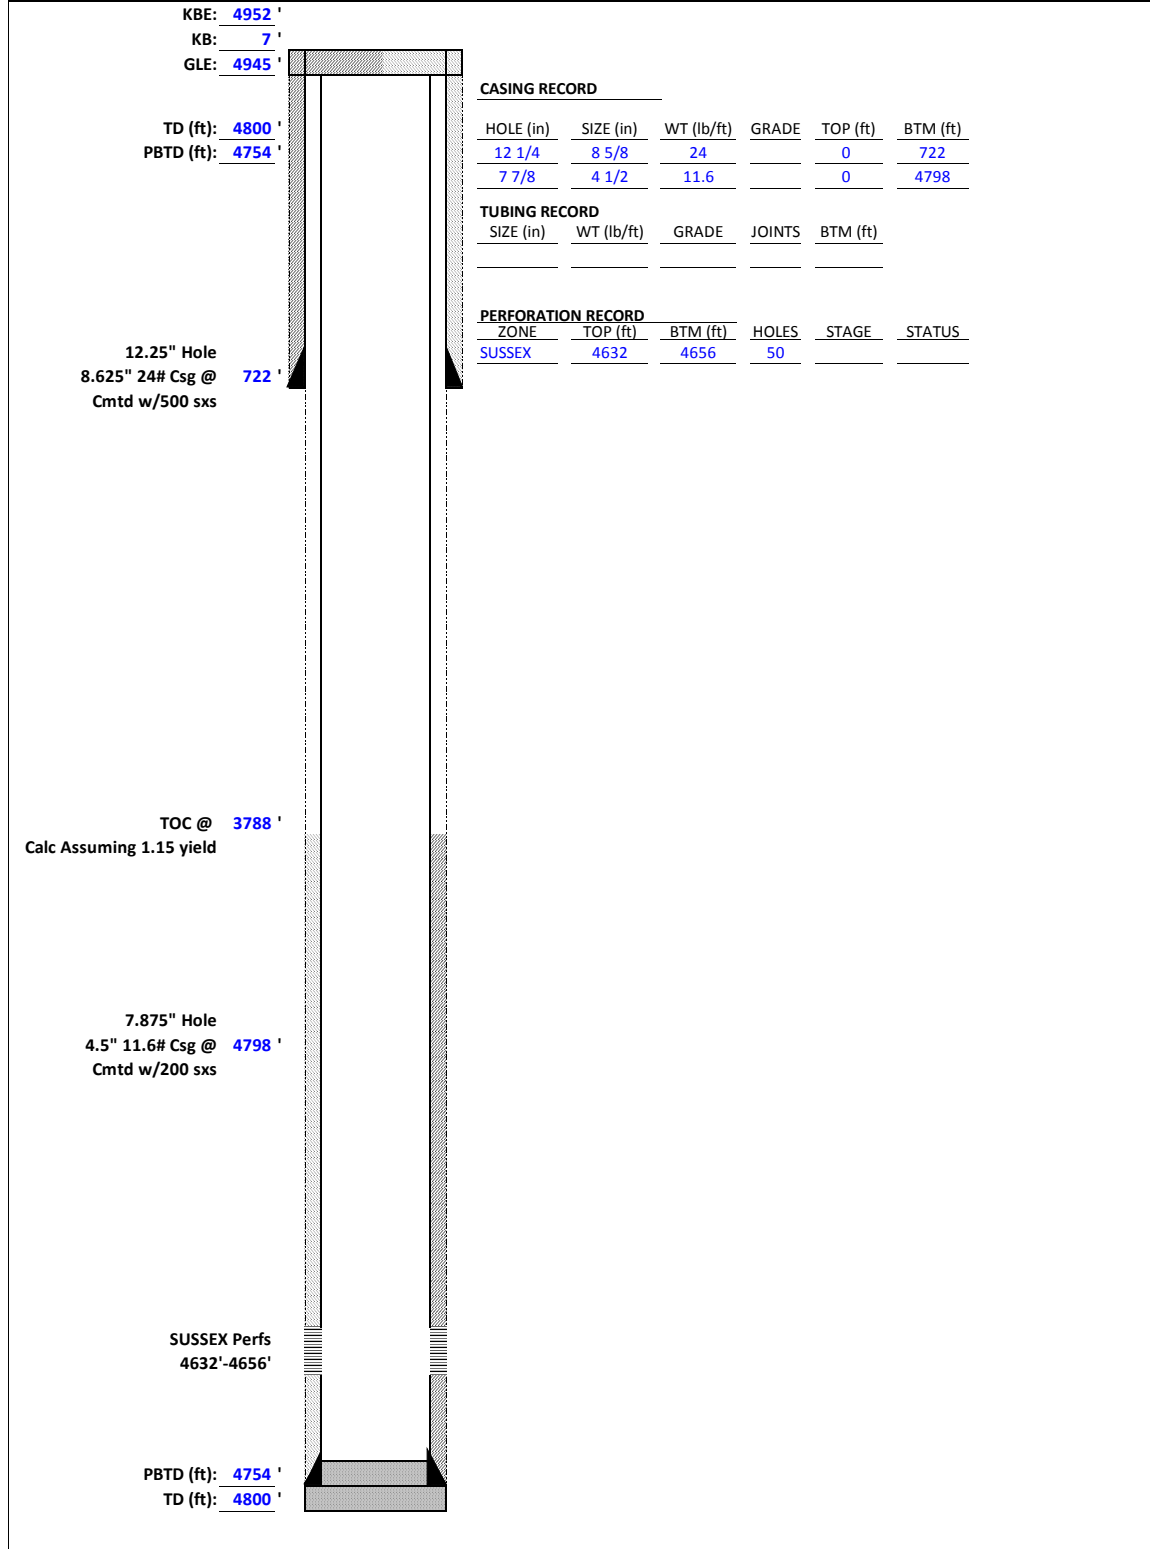 KBE: 4952 '
KB: 7 '
GLE: 4945 '
CASING RECORD
TD (ft): 4800 '
PBTD (ft): 4754 '
HOLE (in) SIZE (in) WT (lb/ft) GRADE TOP (ft) BTM (ft)
12 1/4 8 5/8 24 0 722
7 7/8 4 1/2 11.6 0 4798
TUBING RECORD
SIZE (in) WT (lb/ft) GRADE JOINTS BTM (ft)
PERFORATION RECORD
ZONE TOP (ft) BTM (ft) HOLES STAGE STATUS
SUSSEX 4632 4656 50
12.25" Hole
8.625" 24# Csg @ 722 '
Cmtd w/500 sxs
TOC @ 3788 '
Calc Assuming 1.15 yield
7.875" Hole
4.5" 11.6# Csg @ 4798 '
Cmtd w/200 sxs
SUSSEX Perfs
4632'-4656'
PBTD (ft): 4754 '
TD (ft): 4800 '